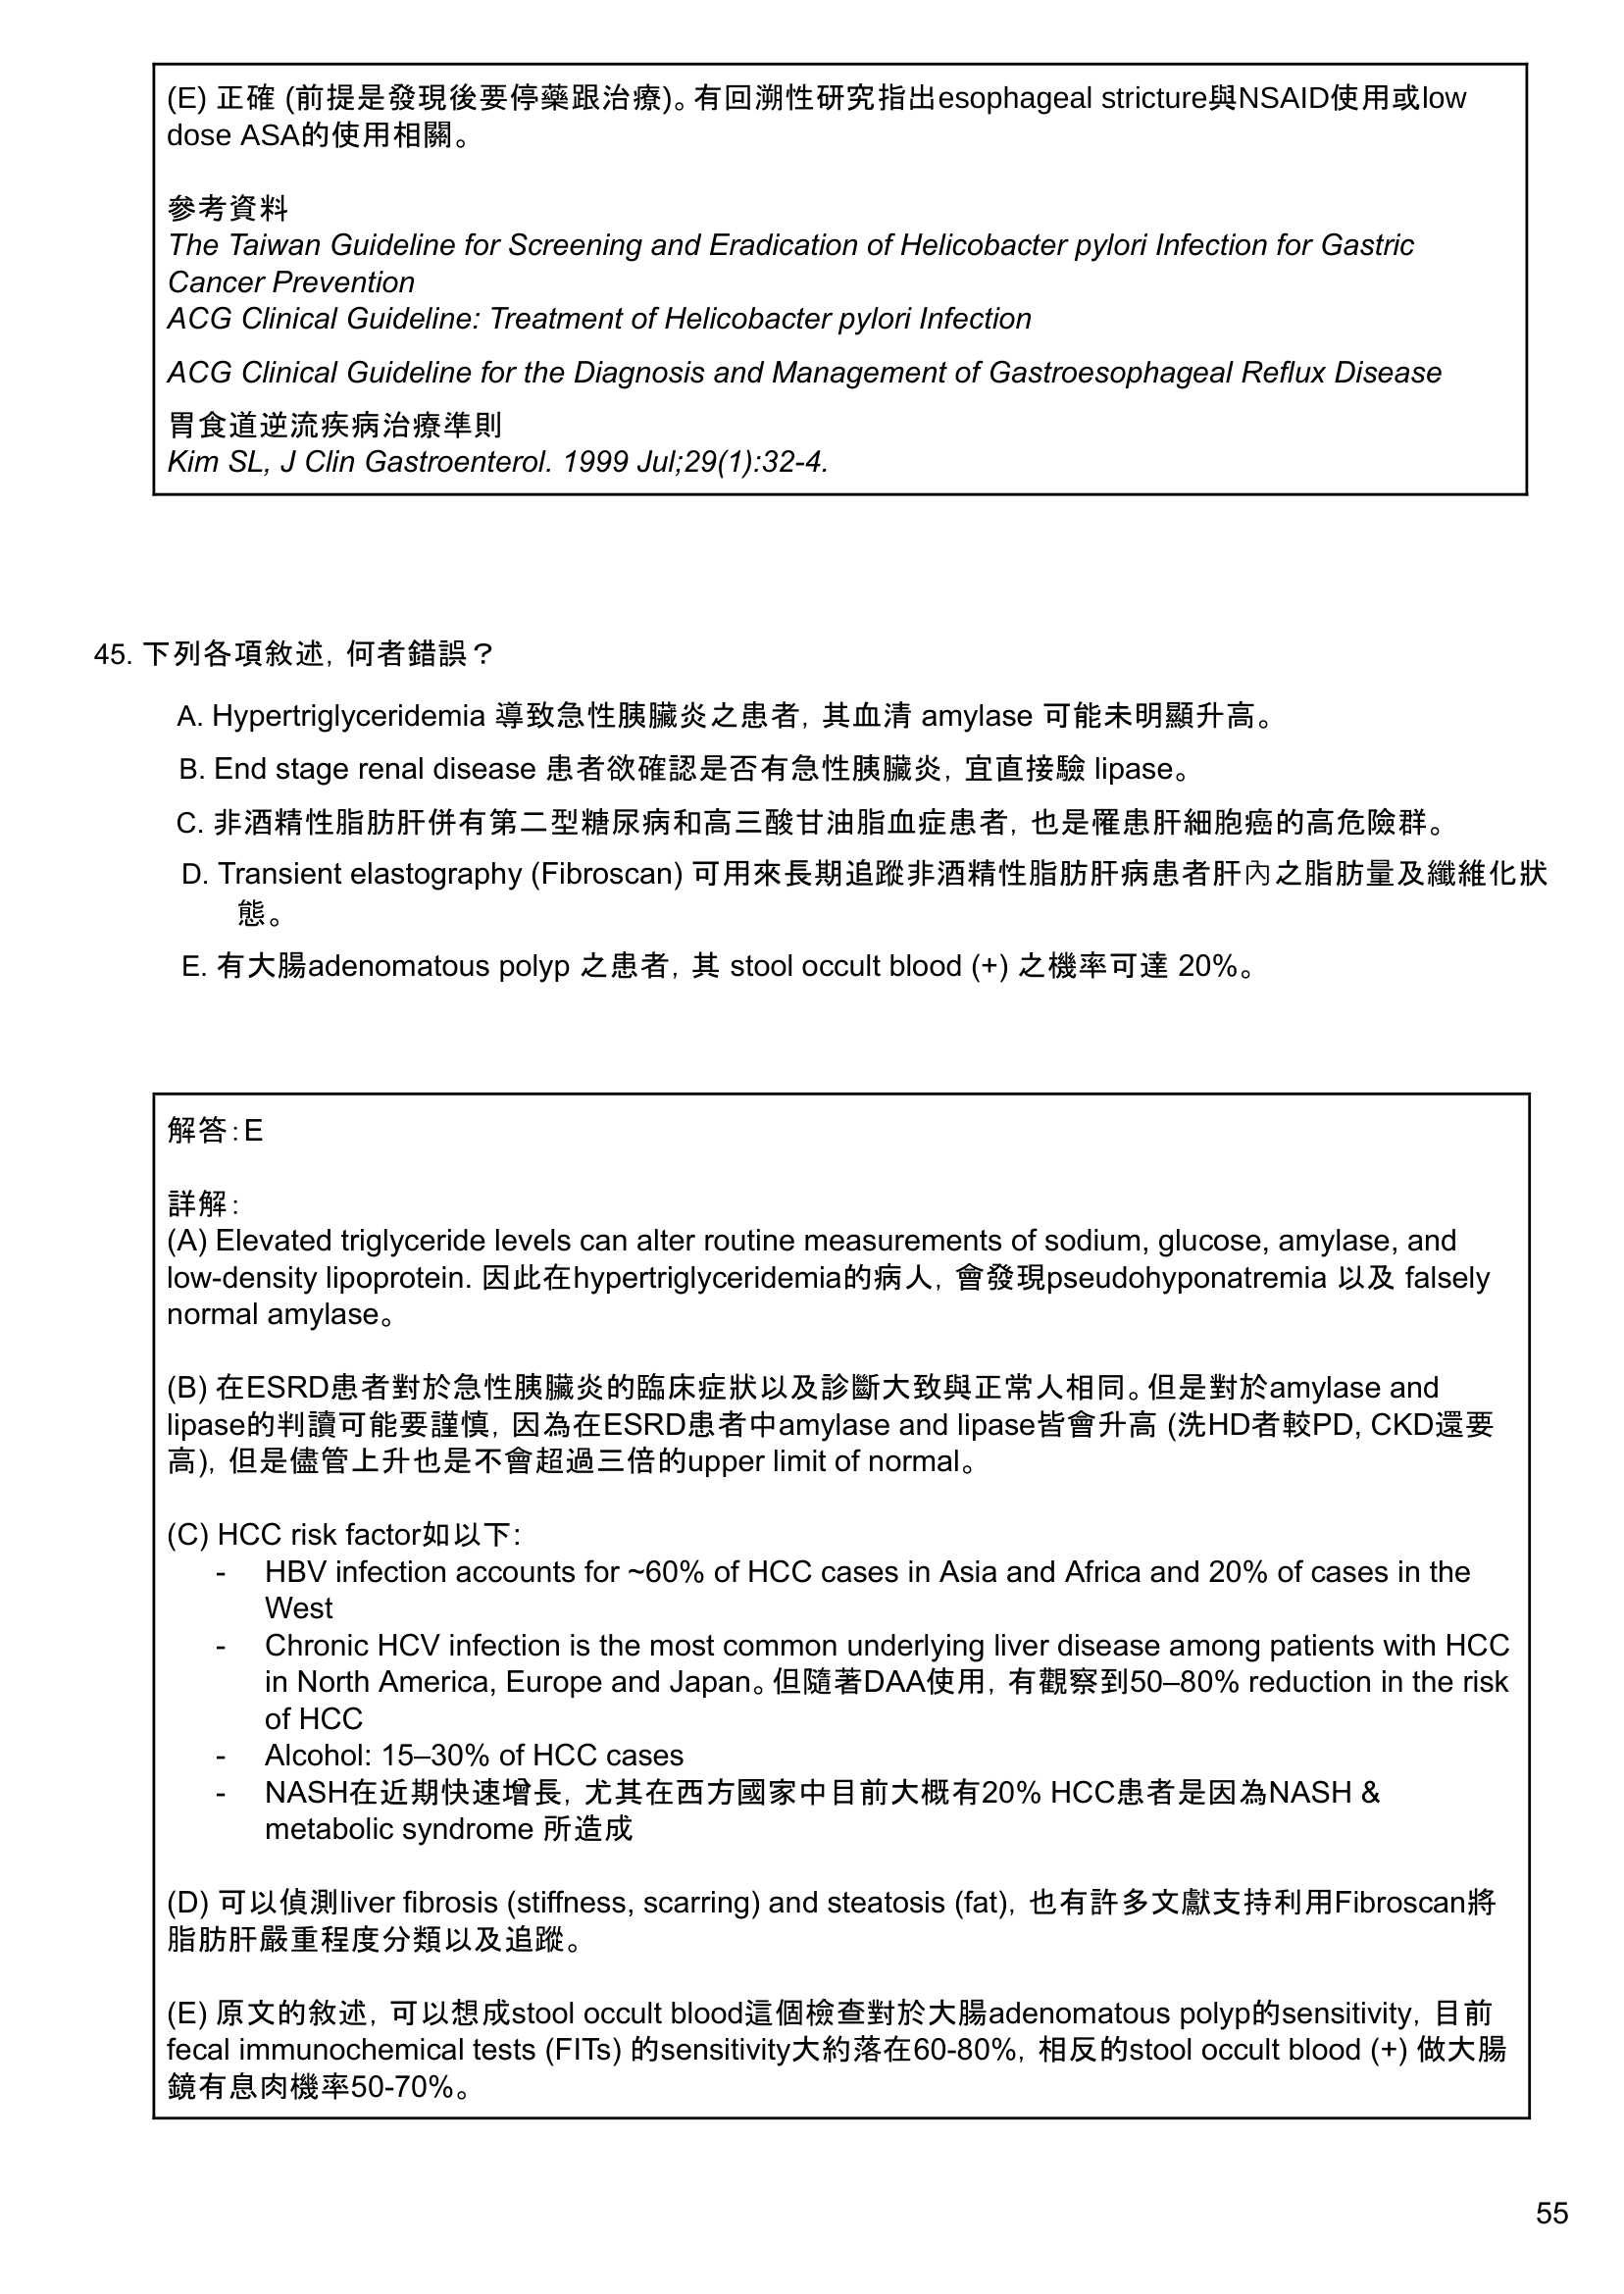 (E) 正確 (前提是發現後要停藥跟治療)。有回溯性研究指出esophageal stricture與NSAID使用或low
dose ASA的使用相關。
參考資料
The Taiwan Guideline for Screening and Eradication of Helicobacter pylori Infection for Gastric
Cancer Prevention
ACG Clinical Guideline: Treatment of Helicobacter pylori Infection
ACG Clinical Guideline for the Diagnosis and Management of Gastroesophageal Reflux Disease
胃食道逆流疾病治療準則
Kim SL, J Clin Gastroenterol. 1999 Jul;29(1):32-4.
45. 下列各項敘述，何者錯誤？
A. Hypertriglyceridemia 導致急性胰臟炎之患者，其血清 amylase 可能未明顯升高。
B. End stage renal disease 患者欲確認是否有急性胰臟炎，宜直接驗 lipase。
C. 非酒精性脂肪肝併有第二型糖尿病和高三酸甘油脂血症患者，也是罹患肝細胞癌的高危險群。
D. Transient elastography (Fibroscan) 可用來長期追蹤非酒精性脂肪肝病患者肝內之脂肪量及纖維化狀
態。
E. 有大腸adenomatous polyp 之患者，其 stool occult blood (+) 之機率可達 20%。
解答：E
詳解：
(A) Elevated triglyceride levels can alter routine measurements of sodium, glucose, amylase, and
low-density lipoprotein. 因此在hypertriglyceridemia的病人，會發現pseudohyponatremia 以及 falsely
normal amylase。
(B) 在ESRD患者對於急性胰臟炎的臨床症狀以及診斷大致與正常人相同。但是對於amylase and
lipase的判讀可能要謹慎，因為在ESRD患者中amylase and lipase皆會升高 (洗HD者較PD, CKD還要
高)，但是儘管上升也是不會超過三倍的upper limit of normal。
(C) HCC risk factor如以下:
- HBV infection accounts for ~60% of HCC cases in Asia and Africa and 20% of cases in the
West
- Chronic HCV infection is the most common underlying liver disease among patients with HCC
in North America, Europe and Japan。但隨著DAA使用，有觀察到50–80% reduction in the risk
of HCC
- Alcohol: 15–30% of HCC cases
- NASH在近期快速增長，尤其在西方國家中目前大概有20% HCC患者是因為NASH &
metabolic syndrome 所造成
(D) 可以偵測liver fibrosis (stiffness, scarring) and steatosis (fat)，也有許多文獻支持利用Fibroscan將
脂肪肝嚴重程度分類以及追蹤。
(E) 原文的敘述，可以想成stool occult blood這個檢查對於大腸adenomatous polyp的sensitivity，目前
fecal immunochemical tests (FITs) 的sensitivity大約落在60-80%，相反的stool occult blood (+) 做大腸
鏡有息肉機率50-70%。
55